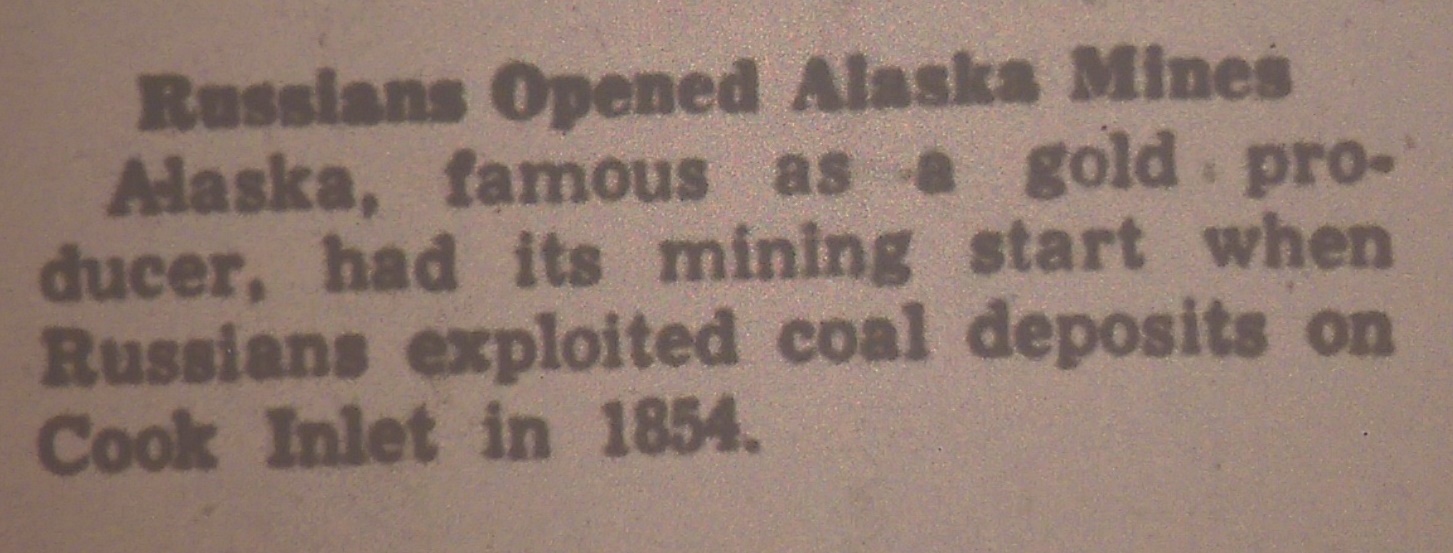 Russians Opened Alaska Mines
Alaska, famous as a gold pro-
ducer, had its mining start when
Russians exploited coal deposits on
Cook Inlet in 1854.